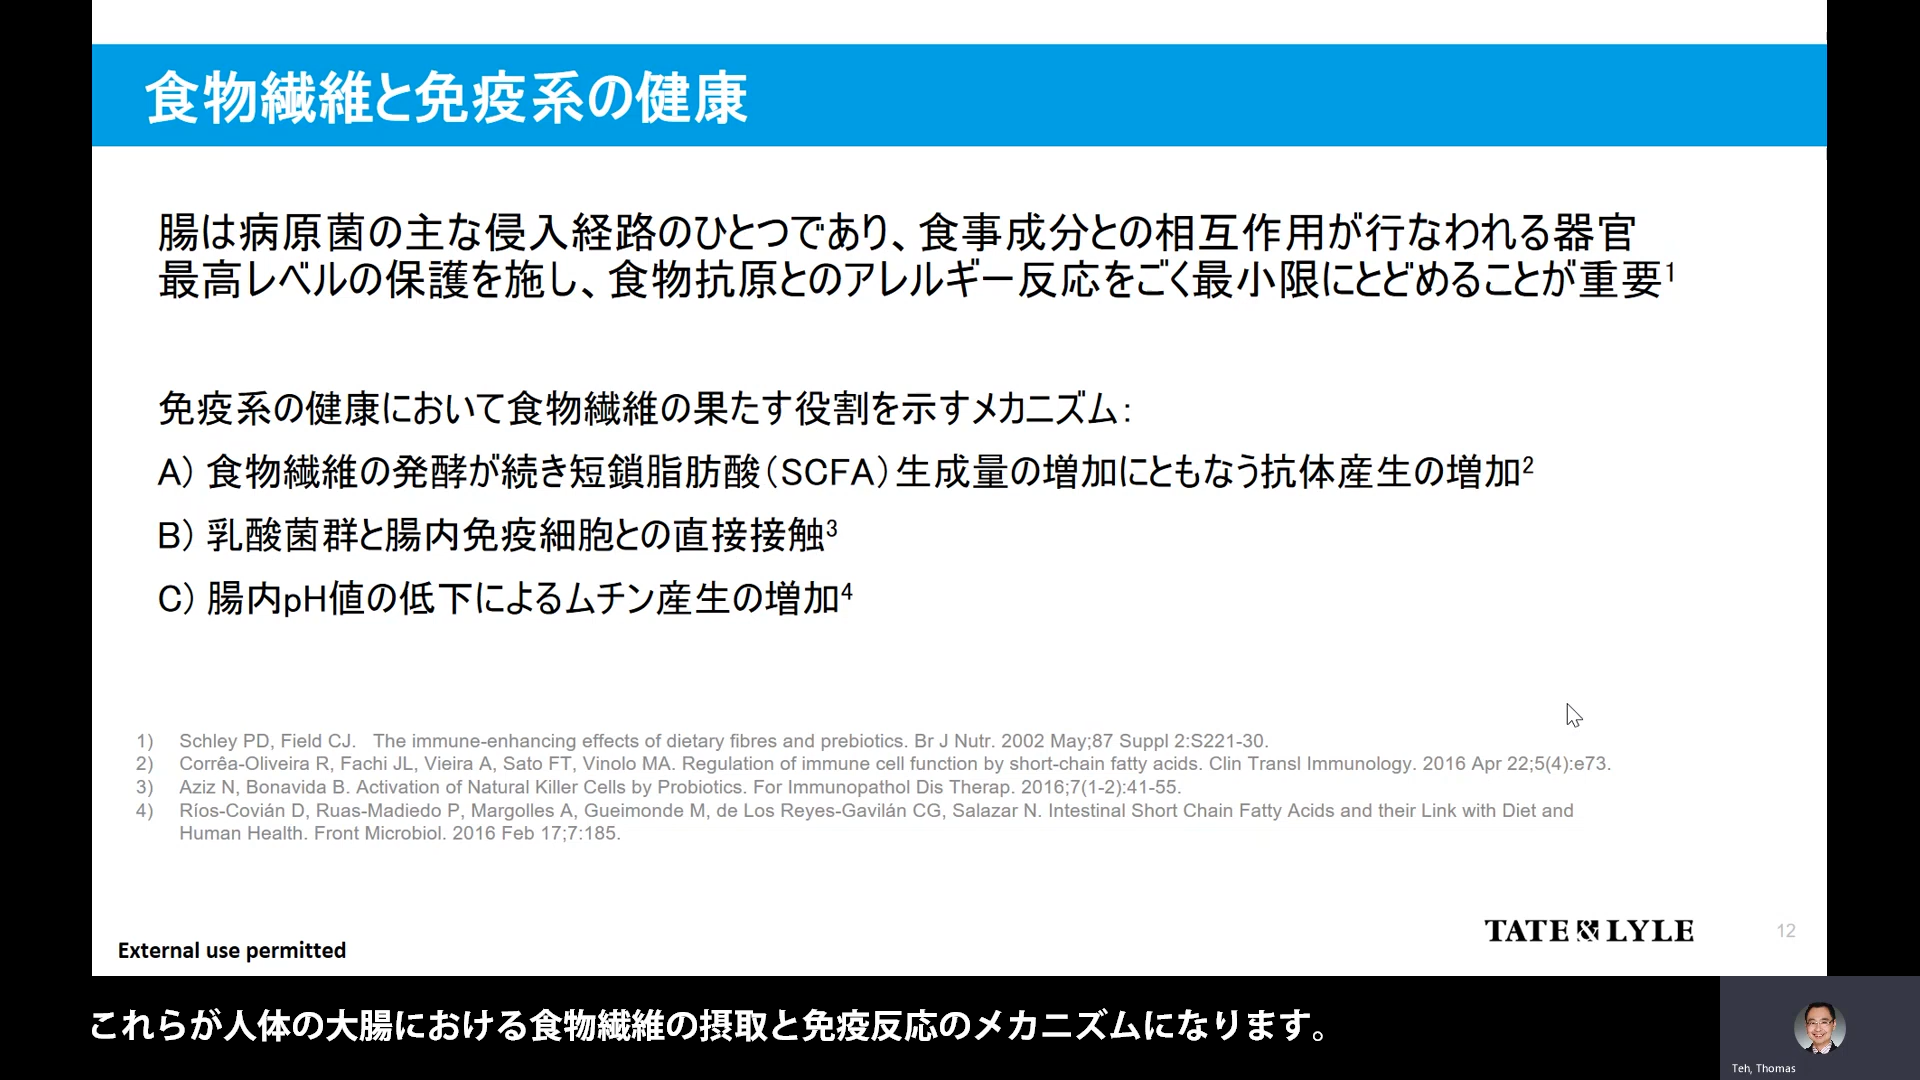 食物繊維と免疫系の健康
腸は病原菌の主な侵入経路のひとつであり、食事成分との相互作用が行なわれる器官
最高レベルの保護を施し、食物抗原とのアレルギー反応をごく最小限にとどめることが重要1
免疫系の健康において食物繊維の果たす役割を示すメカニズム：
A）食物繊維の発酵が続き短鎖脂肪酸（SCFA）生成量の増加にともなう抗体産生の増加2
B）乳酸菌群と腸内免疫細胞との直接接触3
C）腸内pH値の低下によるムチン産生の増加4
1) Schley PD, Field CJ. The immune-enhancing effects of dietary fibres and prebiotics. Br J Nutr. 2002 May;87 Suppl 2:S221-30.
2) Corrêa-Oliveira R, Fachi JL, Vieira A, Sato FT, Vinolo MA. Regulation of immune cell function by short-chain fatty acids. Clin Transl Immunology. 2016 Apr 22;5(4):e73.
3) Aziz N, Bonavida B. Activation of Natural Killer Cells by Probiotics. For Immunopathol Dis Therap. 2016;7(1-2):41-55.
4) Ríos-Covián D, Ruas-Madiedo P, Margolles A, Gueimonde M, de Los Reyes-Gavilán CG, Salazar N. Intestinal Short Chain Fatty Acids and their Link with Diet and
Human Health. Front Microbiol. 2016 Feb 17;7:185.
TATE & LYLE
12
External use permitted
これらが人体の大腸における食物繊維の摂取と免疫反応のメカニズムになります。
Teh, Thomas